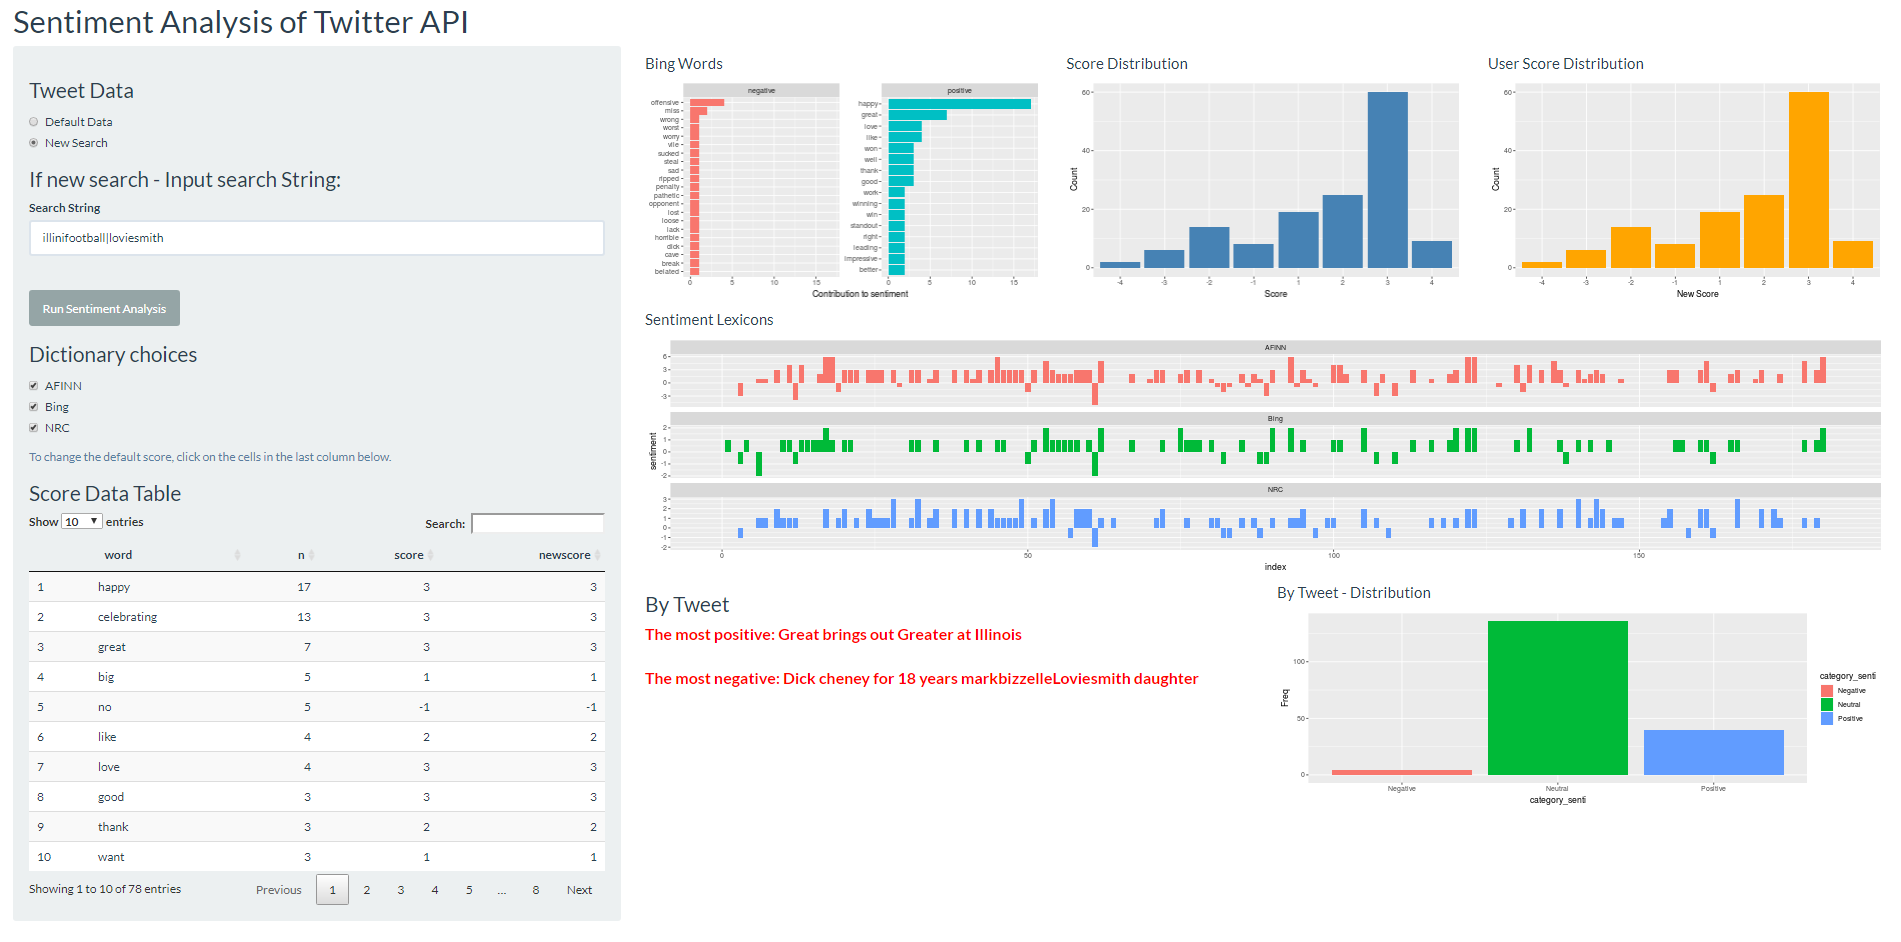 Sentiment Analysis of Twitter API
Tweet Data
Default Data
New Search
If new search - Input search String:
Search String
illinifootball|loviesmith
Run Sentiment Analysis
Dictionary choices
AFINN
Bing
NRC
To change the default score, click on the cells in the last column below.
Score Data Table
Show 10 entries
Search:
word n score newscore
1 happy 17 3 3
2 celebrating 13 3 3
3 great 7 3 3
4 big 5 1 1
5 no 5 -1 -1
6 like 4 2 2
7 love 4 3 3
8 good 3 3 3
9 thank 3 2 2
10 want 3 1 1
Showing 1 to 10 of 78 entries
Previous 1 2 3 4 5 ... 8 Next
Bing Words
negative
offensive
miss
wrong
worst
worry
vile
sucked
steal
sad
ripped
penalty
pathetic
opponent
lost
loose
lack
horrible
dick
cave
break
belated
0 5 10 15
positive
happy
great
love
like
won
well
thank
good
work
winning
win
standout
right
leading
impressive
better
0 5 10 15
Contribution to sentiment
Score Distribution
Count
60
40
20
0
-4 -3 -2 -1 1 2 3 4
Score
User Score Distribution
Count
60
40
20
0
-4 -3 -2 -1 1 2 3 4
New Score
Sentiment Lexicons
sentiment
AFINN
6
3
0
-3
Bing
2
1
0
-1
-2
NRC
3
2
1
0
-1
-2
0 50 100 150
index
By Tweet
The most positive: Great brings out Greater at Illinois
The most negative: Dick cheney for 18 years markbizzelleLoviesmith daughter
By Tweet - Distribution
Freq
100
50
0
Negative Neutral Positive
category_senti
category_senti
Negative
Neutral
Positive